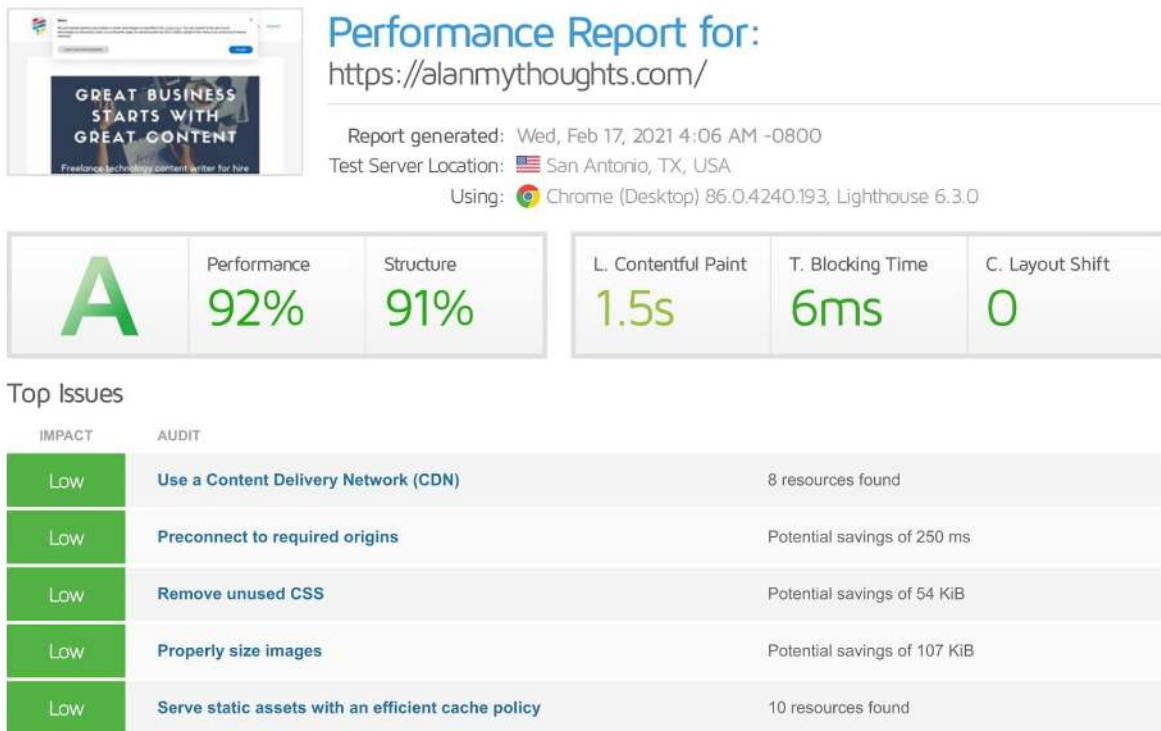 Performance Report for:
https://alanmythoughts.com/
Report generated: Wed, Feb 17, 2021 4:06 AM -0800
Test Server Location: San Antonio, TX, USA
Using: Chrome (Desktop) 86.0.4240.193, Lighthouse 6.3.0
GREAT BUSINESS
STARTS WITH
GREAT CONTENT
Freelance technology content writer for hire
A
Performance
92%
Structure
91%
L. Contentful Paint
1.5s
T. Blocking Time
6ms
C. Layout Shift
0
Top Issues
IMPACT AUDIT
Low Use a Content Delivery Network (CDN) 8 resources found
Low Preconnect to required origins Potential savings of 250 ms
Low Remove unused CSS Potential savings of 54 KiB
Low Properly size images Potential savings of 107 KiB
Low Serve static assets with an efficient cache policy 10 resources found